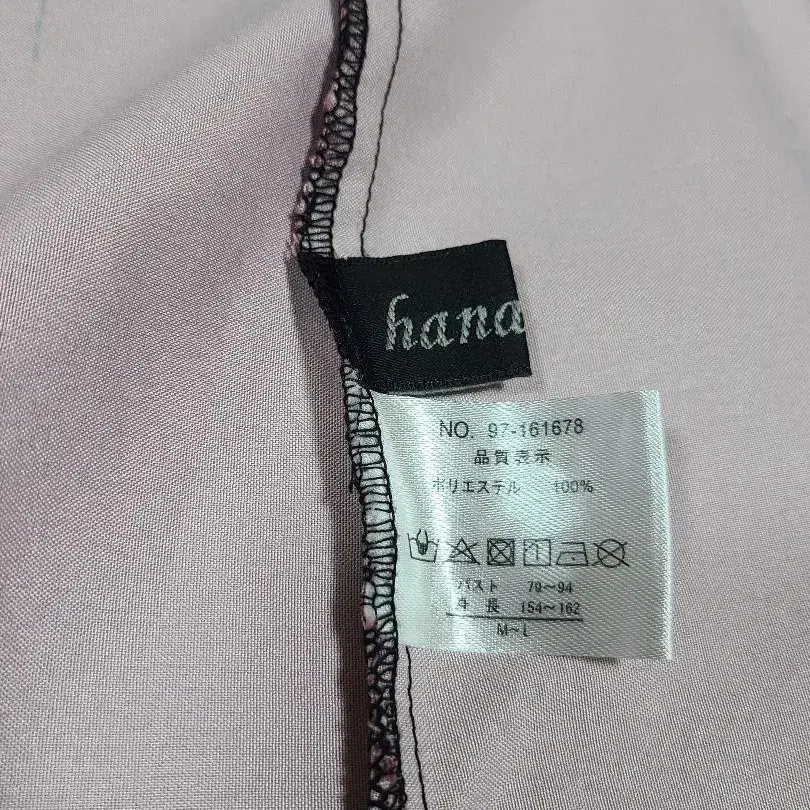 hana
NO. 97-161678
品質表示
ポリエステル 100%
バスト 79〜94
身長 154〜162
M〜L